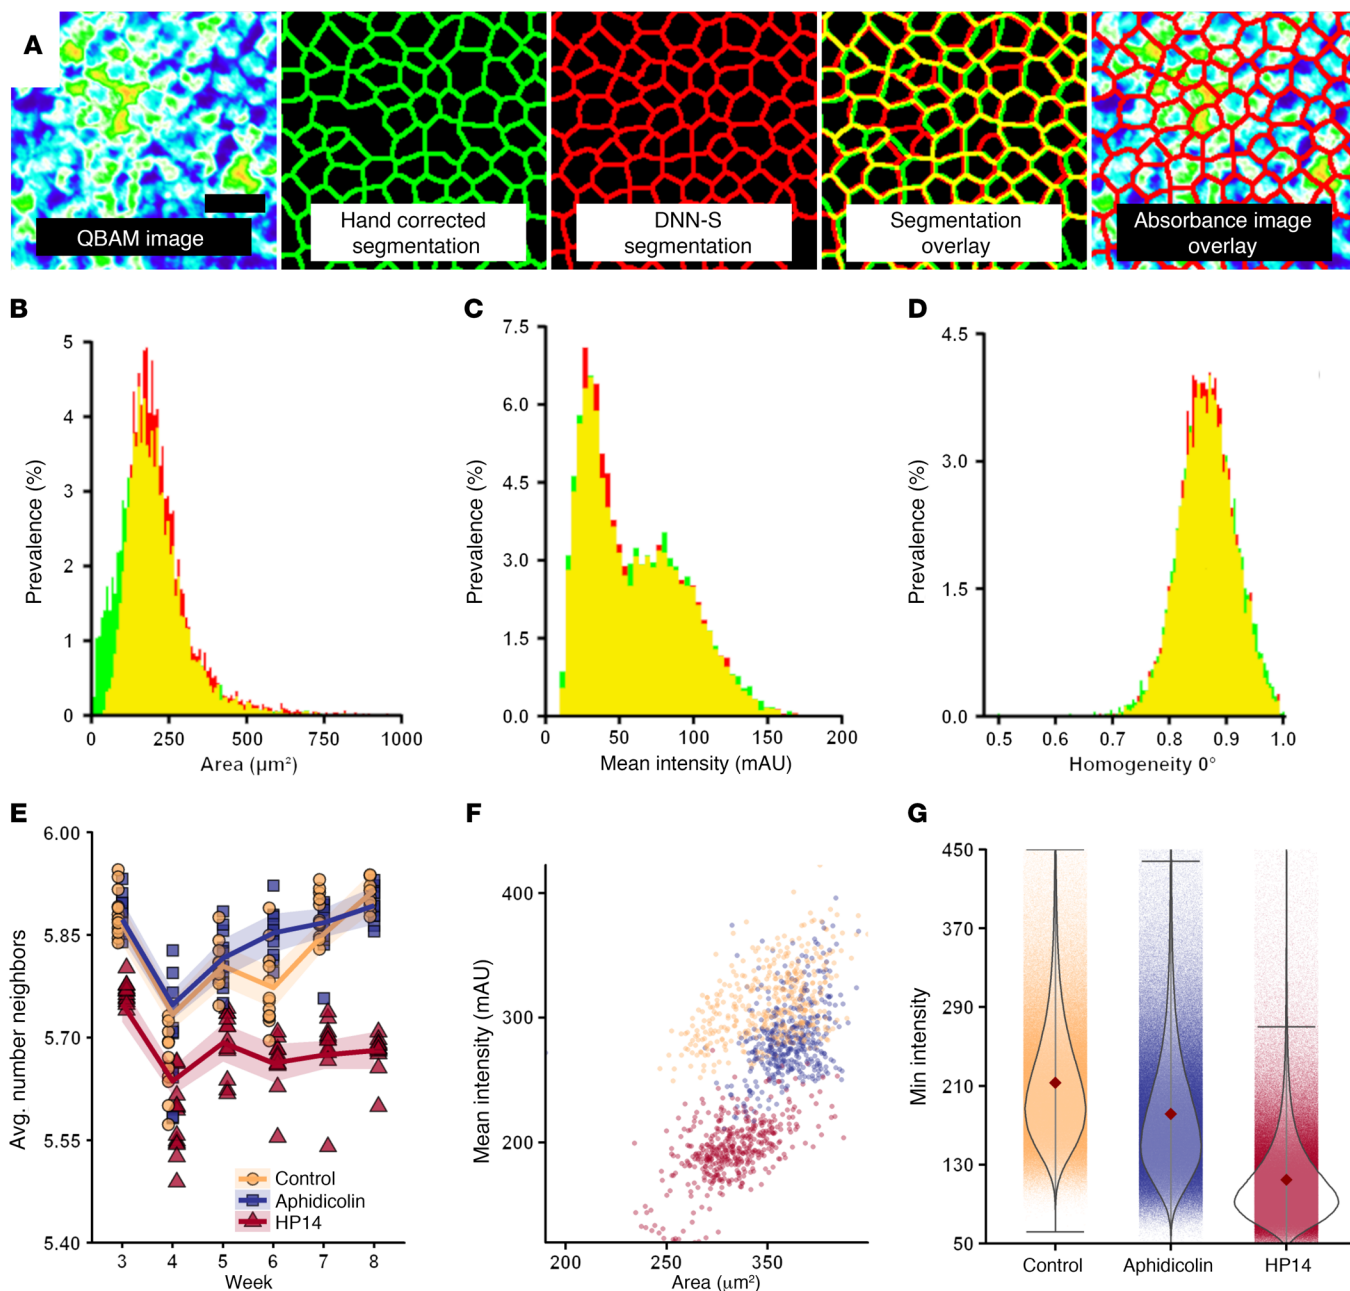 A
QBAM image
Hand corrected
segmentation
DNN-S
segmentation
Segmentation
overlay
Absorbance image
overlay
B
5
4
3
2
1
0
Prevalence (%)
0 250 500 750 1000
Area (µm²)
C
7.5
6.0
4.5
3.0
1.5
0.0
Prevalence (%)
0 50 100 150 200
Mean intensity (mAU)
D
4.5
3.0
1.5
0.0
Prevalence (%)
0.5 0.6 0.7 0.8 0.9 1.0
Homogeneity 0°
E
6.00
5.85
5.70
5.55
5.40
Avg. number neighbors
Control
Aphidicolin
HP14
3 4 5 6 7 8
Week
F
400
300
200
Mean intensity (mAU)
200 250 350
Area (µm²)
G
450
370
290
210
130
50
Min intensity
Control Aphidicolin HP14